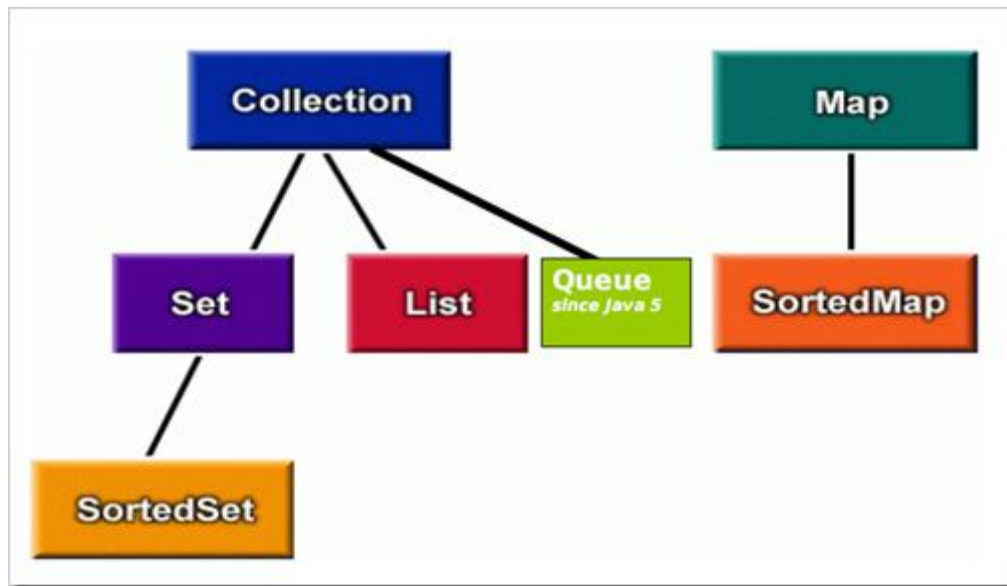 Collection
Map
Set
List
Queue
since Java 5
SortedMap
SortedSet